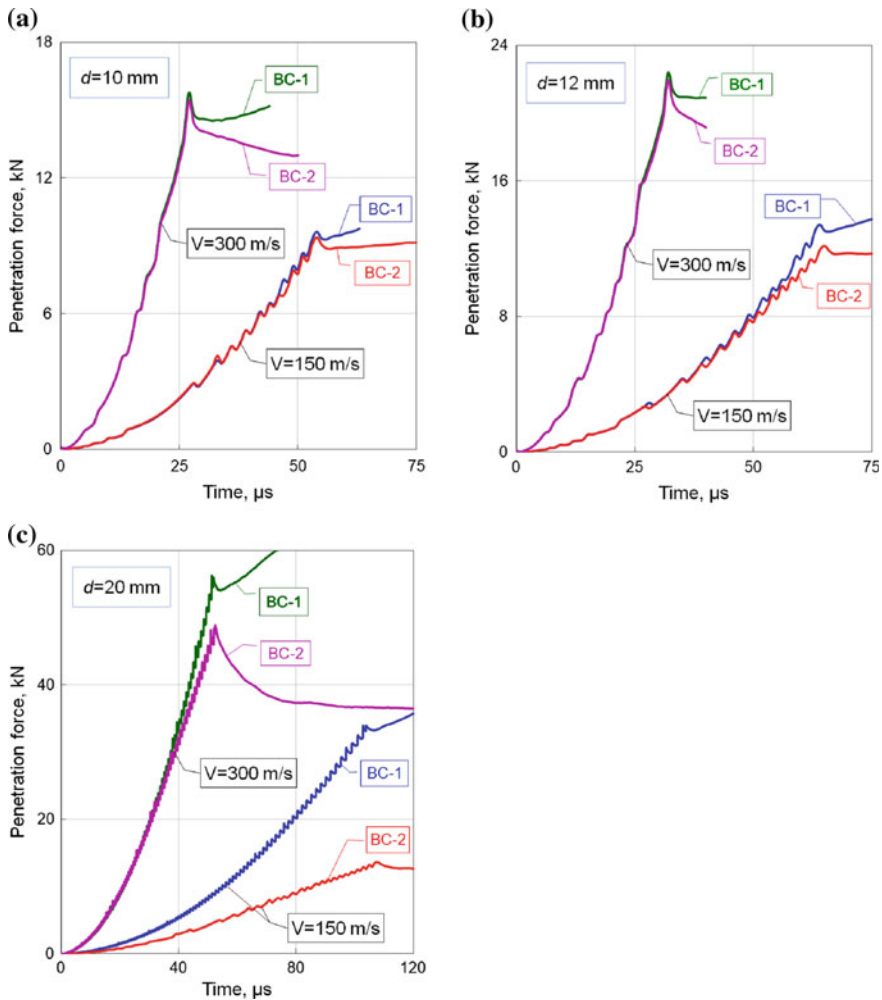 (a)
18
d=10 mm
BC-1
12
BC-2
V=300 m/s
BC-1
6
BC-2
V=150 m/s
0
0
25
50
75
Penetration force, kN
Time, µs
(b)
24
d=12 mm
BC-1
BC-2
16
BC-1
V=300 m/s
8
BC-2
V=150 m/s
0
0
25
50
75
Penetration force, kN
Time, µs
(c)
60
d=20 mm
BC-1
BC-2
40
V=300 m/s
BC-1
20
BC-2
V=150 m/s
0
0
40
80
120
Penetration force, kN
Time, µs